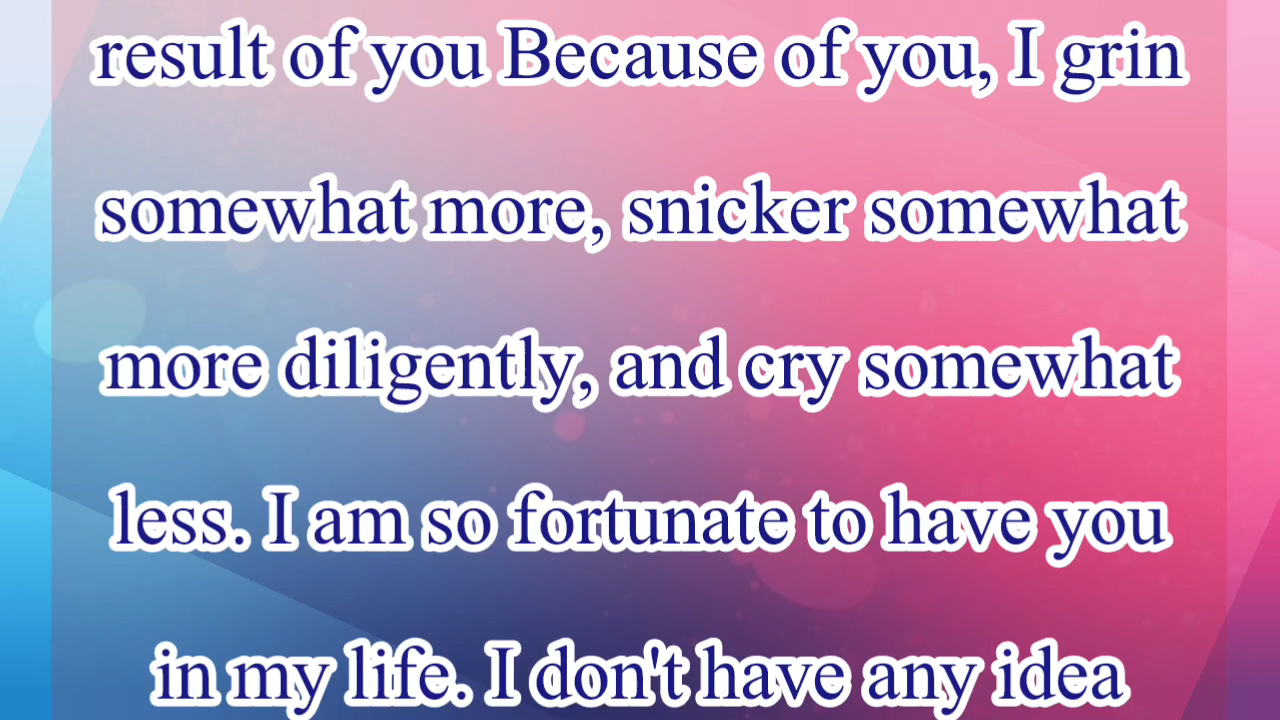 result of you Because of you, I grin
somewhat more, snicker somewhat
more diligently, and cry somewhat
less. I am so fortunate to have you
in my life. I don't have any idea